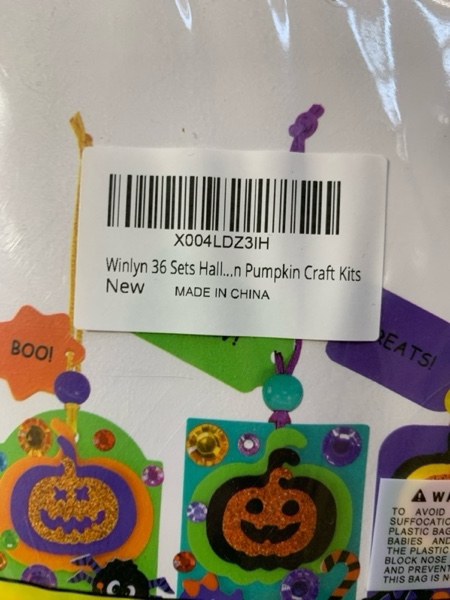 X004LDZ3IH
Winlyn 36 Sets Hall...n Pumpkin Craft Kits
New
MADE IN CHINA
BOO!
REATS!
WA
TO AVOID
SUFFOCATIO
PLASTIC BAG
BABIES AND
THE PLASTIC
BLOCK NOSE
AND PREVENT
THIS BAG IS N